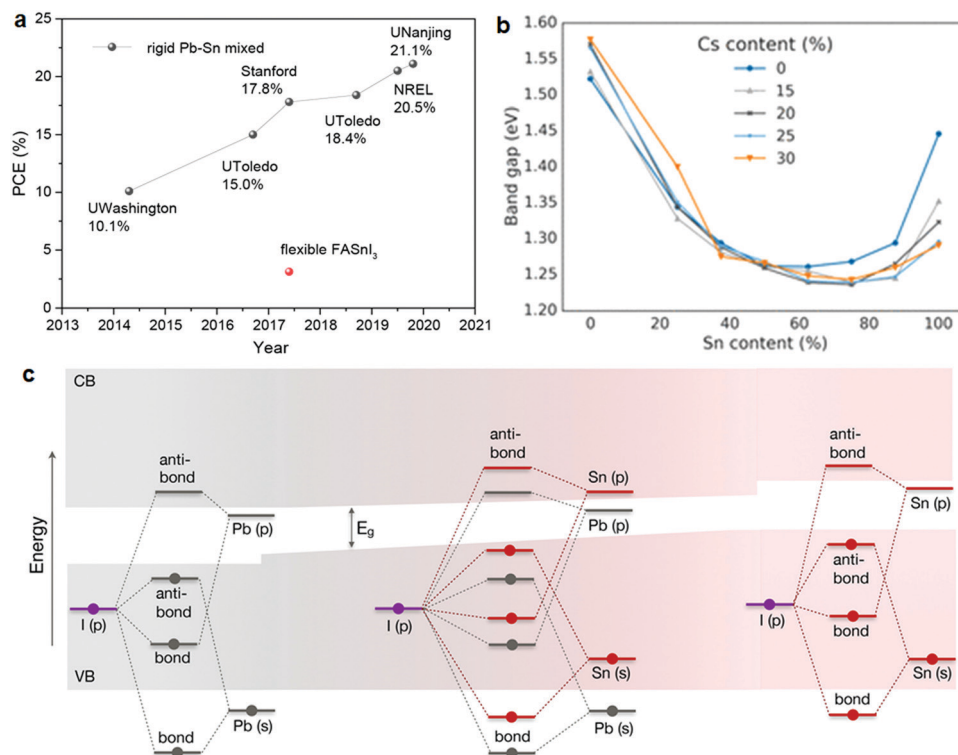 a
25
20
15
10
5
0
PCE (%)
rigid Pb-Sn mixed
UWashington
10.1%
UToledo
15.0%
Stanford
17.8%
UToledo
18.4%
NREL
20.5%
UNanjing
21.1%
flexible FASnI₃
2013 2014 2015 2016 2017 2018 2019 2020 2021
Year
b
1.60
1.55
1.50
1.45
1.40
1.35
1.30
1.25
1.20
Band gap (eV)
Cs content (%)
0
15
20
25
30
0 20 40 60 80 100
Sn content (%)
c
CB
Energy
VB
anti-
bond
Pb (p)
I (p)
anti-
bond
bond
Pb (s)
bond
E_g
anti-
bond
Sn (p)
Pb (p)
I (p)
Sn (s)
Pb (s)
bond
anti-
bond
Sn (p)
anti-
bond
I (p)
bond
Sn (s)
bond